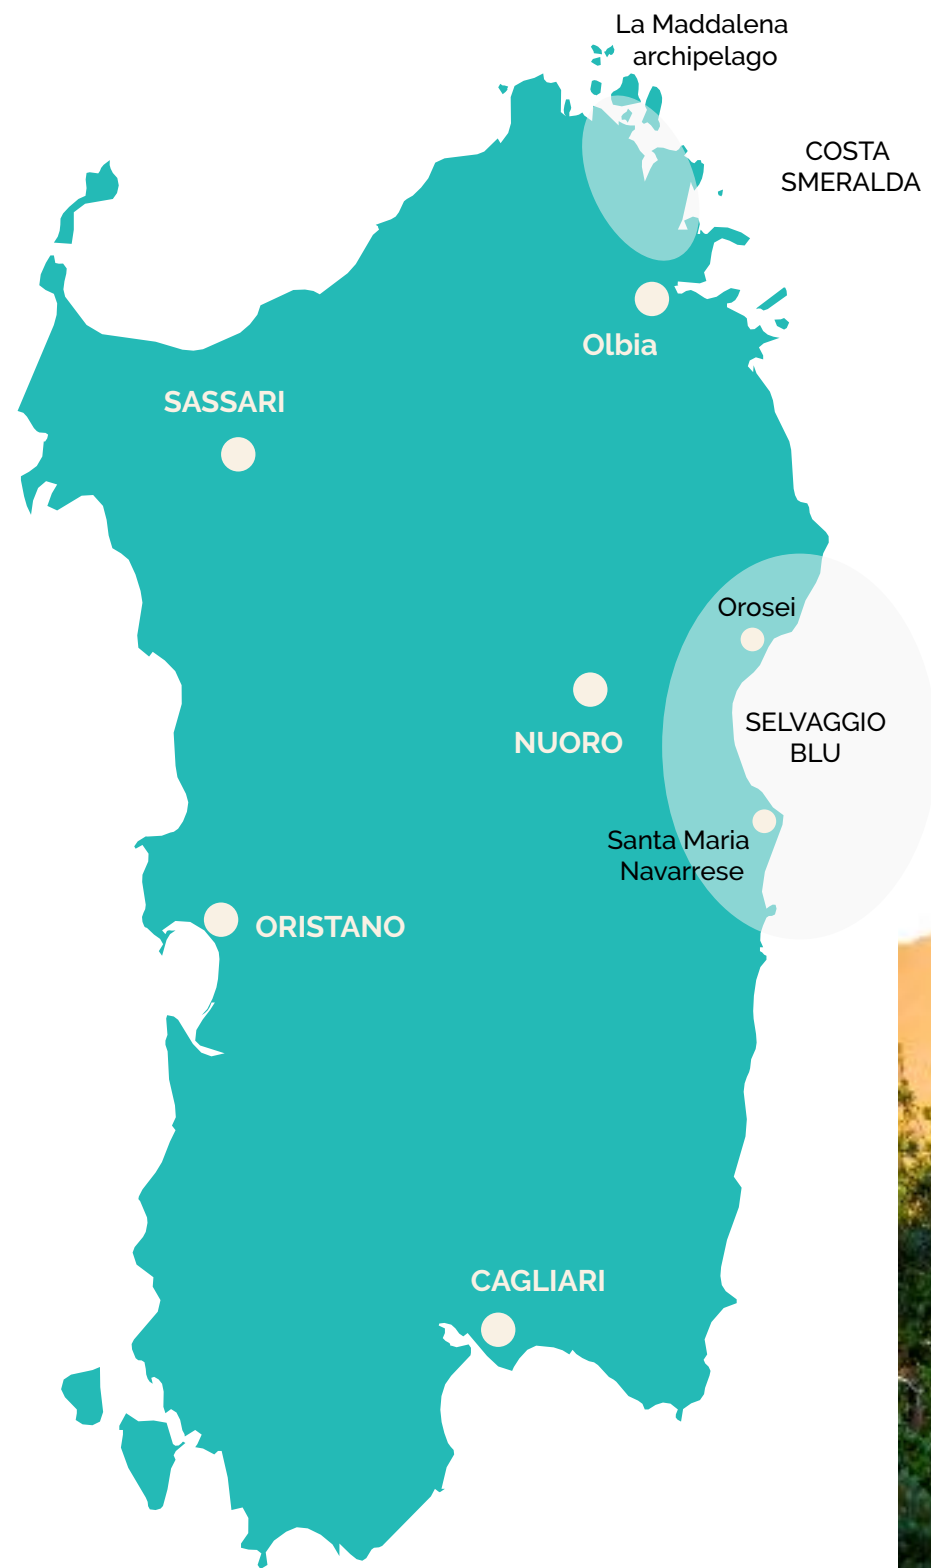 La Maddalena
archipelago
COSTA
SMERALDA
Olbia
SASSARI
Orosei
SELVAGGIO
BLU
NUORO
Santa Maria
Navarrese
ORISTANO
CAGLIARI